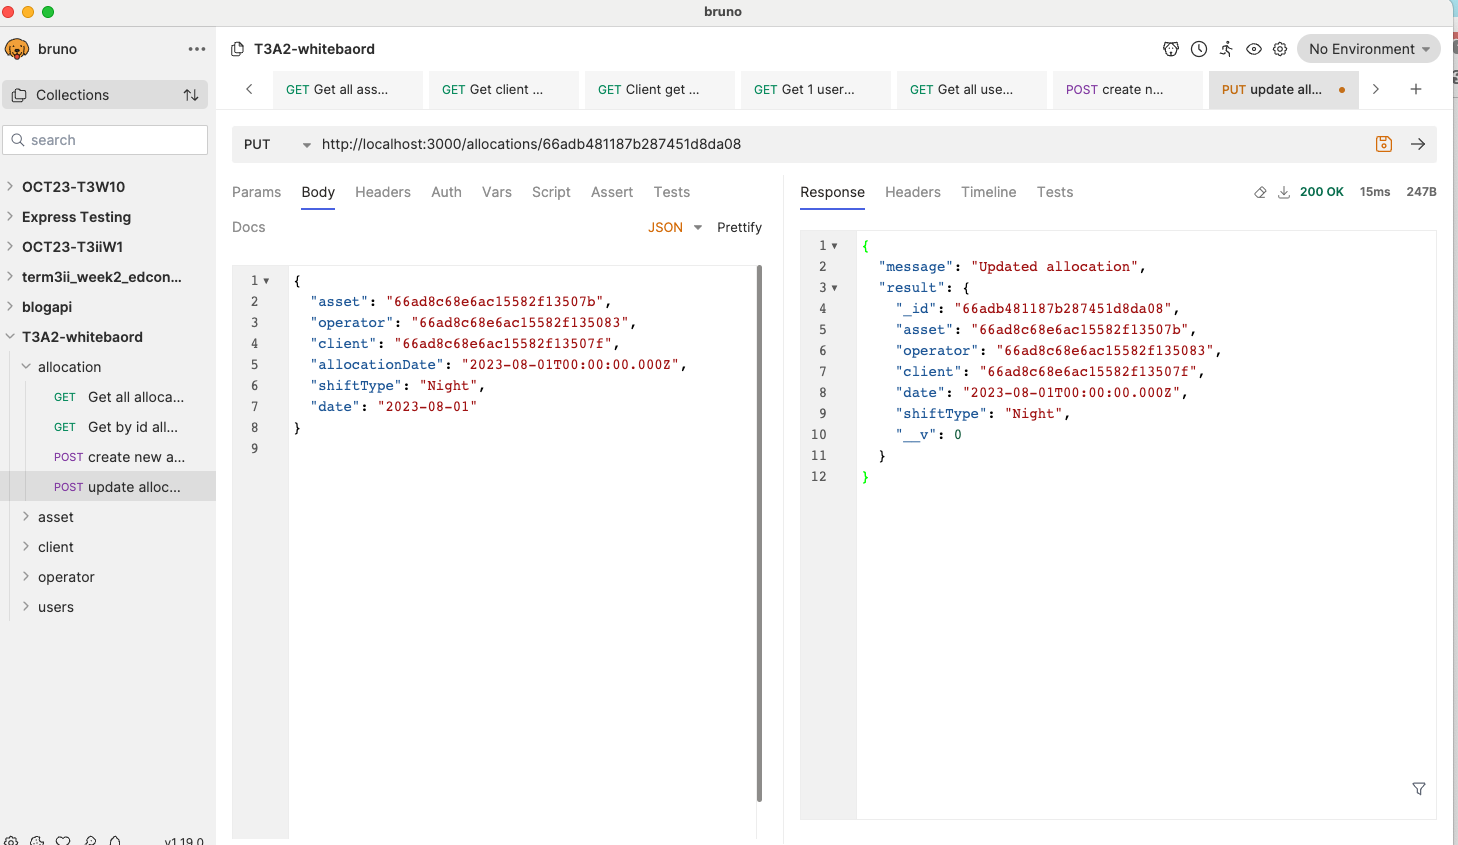 bruno
bruno
T3A2-whitebaord
No Environment
Collections
GET Get all ass...
GET Get client ...
GET Client get ...
GET Get 1 user...
GET Get all use...
POST create n...
PUT update all...
search
PUT
http://localhost:3000/allocations/66adb481187b287451d8da08
OCT23-T3W10
Express Testing
OCT23-T3iiW1
term3ii_week2_edcon...
blogapi
T3A2-whitebaord
allocation
GET Get all alloca...
GET Get by id all...
POST create new a...
POST update alloc...
asset
client
operator
users
v1.19.0
Params Body Headers Auth Vars Script Assert Tests
Docs
JSON
Prettify
1 {
2 "asset": "66ad8c68e6ac15582f13507b",
3 "operator": "66ad8c68e6ac15582f135083",
4 "client": "66ad8c68e6ac15582f13507f",
5 "allocationDate": "2023-08-01T00:00:00.000Z",
6 "shiftType": "Night",
7 "date": "2023-08-01"
8 }
9
Response Headers Timeline Tests
200 OK 15ms 247B
1 {
2 "message": "Updated allocation",
3 "result": {
4 "_id": "66adb481187b287451d8da08",
5 "asset": "66ad8c68e6ac15582f13507b",
6 "operator": "66ad8c68e6ac15582f135083",
7 "client": "66ad8c68e6ac15582f13507f",
8 "date": "2023-08-01T00:00:00.000Z",
9 "shiftType": "Night",
10 "__v": 0
11 }
12 }